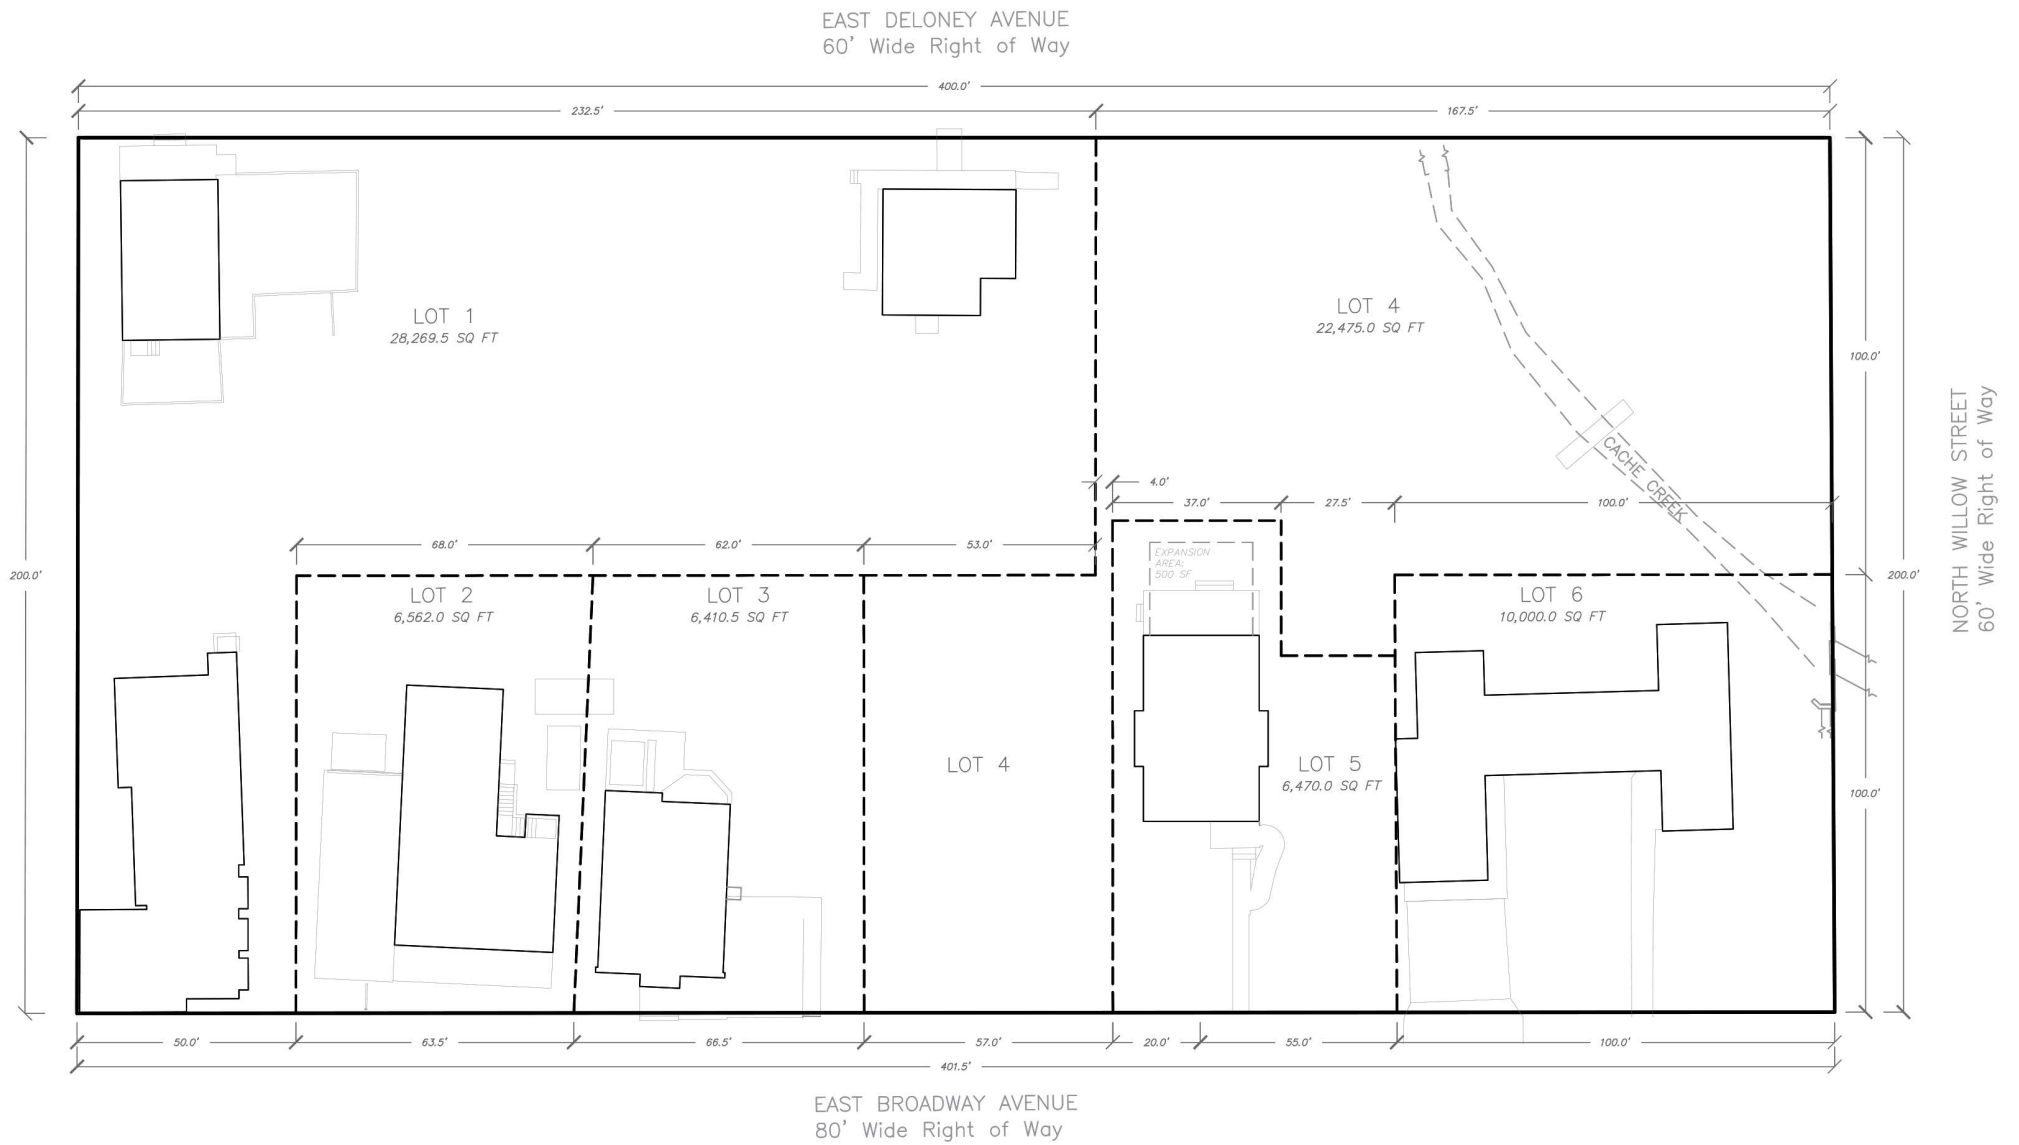 EAST DELONEY AVENUE
60' Wide Right of Way
400.0'
232.5'
167.5'
LOT 1
28,269.5 SQ FT
LOT 4
22,475.0 SQ FT
100.0'
CACHE CREEK
NORTH WILLOW STREET
60' Wide Right of Way
4.0'
37.0'
27.5'
100.0'
68.0'
62.0'
53.0'
EXPANSION
AREA:
500 SF
200.0'
200.0'
LOT 2
6,562.0 SQ FT
LOT 3
6,410.5 SQ FT
LOT 6
10,000.0 SQ FT
LOT 4
LOT 5
6,470.0 SQ FT
100.0'
50.0'
63.5'
66.5'
57.0'
20.0'
55.0'
100.0'
401.5'
EAST BROADWAY AVENUE
80' Wide Right of Way